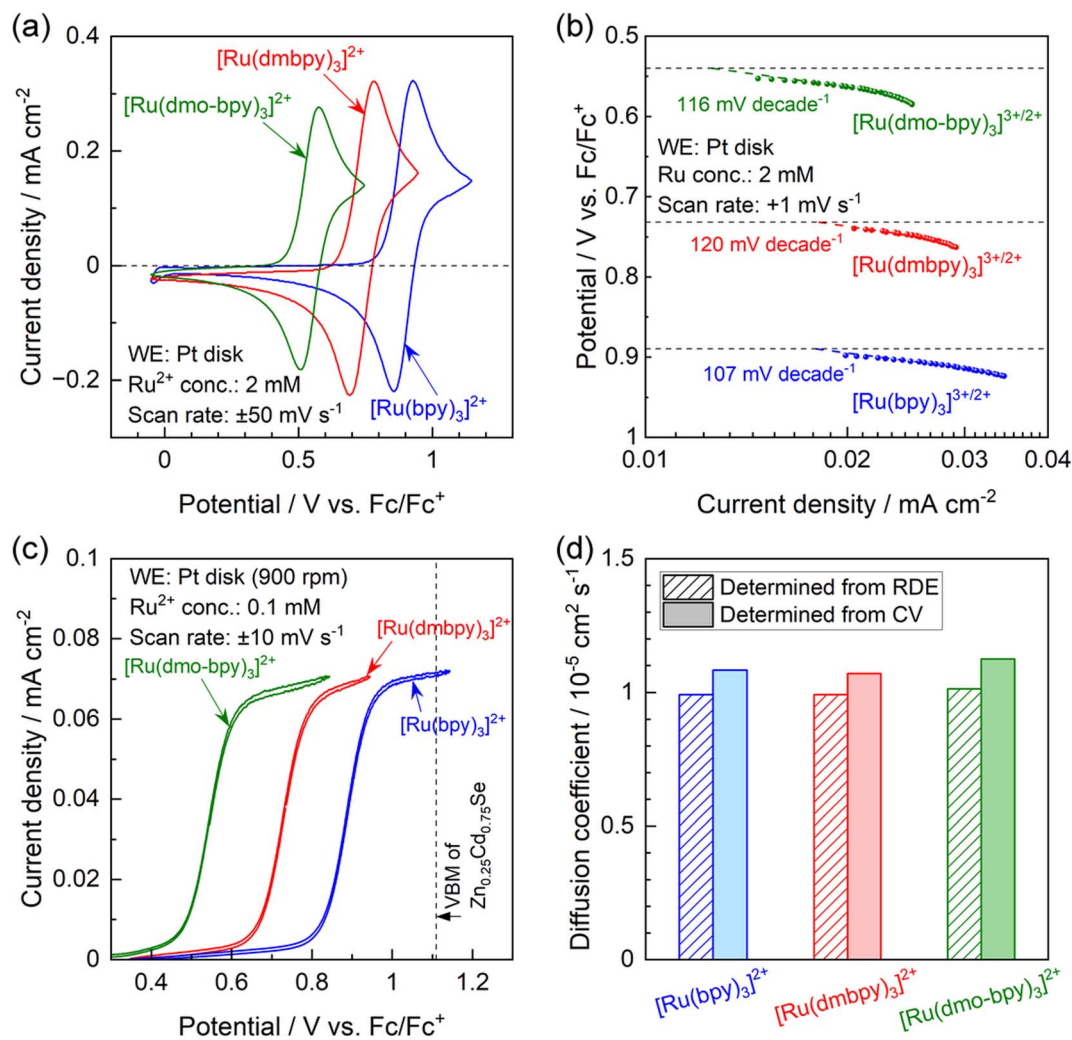 (a)
0.4
0.2
0
−0.2
Current density / mA cm⁻²
[Ru(dmbpy)₃]²⁺
[Ru(dmo-bpy)₃]²⁺
WE: Pt disk
Ru²⁺ conc.: 2 mM
Scan rate: ±50 mV s⁻¹
[Ru(bpy)₃]²⁺
0 0.5 1
Potential / V vs. Fc/Fc⁺
(b)
0.5
0.6
0.7
0.8
0.9
1
Potential / V vs. Fc/Fc⁺
116 mV decade⁻¹
[Ru(dmo-bpy)₃]³⁺/²⁺
WE: Pt disk
Ru conc.: 2 mM
Scan rate: +1 mV s⁻¹
120 mV decade⁻¹
[Ru(dmbpy)₃]³⁺/²⁺
107 mV decade⁻¹
[Ru(bpy)₃]³⁺/²⁺
0.01 0.02 0.03 0.04
Current density / mA cm⁻²
(c)
0.1
0.08
0.06
0.04
0.02
0
Current density / mA cm⁻²
WE: Pt disk (900 rpm)
Ru²⁺ conc.: 0.1 mM
Scan rate: ±10 mV s⁻¹
[Ru(dmbpy)₃]²⁺
[Ru(dmo-bpy)₃]²⁺
[Ru(bpy)₃]²⁺
VBM of
Zn₀.₂₅Cd₀.₇₅Se
0.4 0.6 0.8 1 1.2
Potential / V vs. Fc/Fc⁺
(d)
1.5
1
0.5
0
Diffusion coefficient / 10⁻⁵ cm² s⁻¹
Determined from RDE
Determined from CV
[Ru(bpy)₃]²⁺
[Ru(dmbpy)₃]²⁺
[Ru(dmo-bpy)₃]²⁺